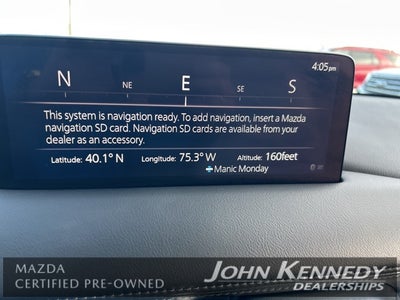 4:05pm
N NE E SE S
This system is navigation ready. To add navigation, insert a Mazda
navigation SD card. Navigation SD cards are available from your
dealer as an accessory.
Latitude: 40.1° N Longitude: 75.3° W Altitude: 160feet
Manic Monday
MAZDA
CERTIFIED PRE-OWNED
JOHN KENNEDY
DEALERSHIPS